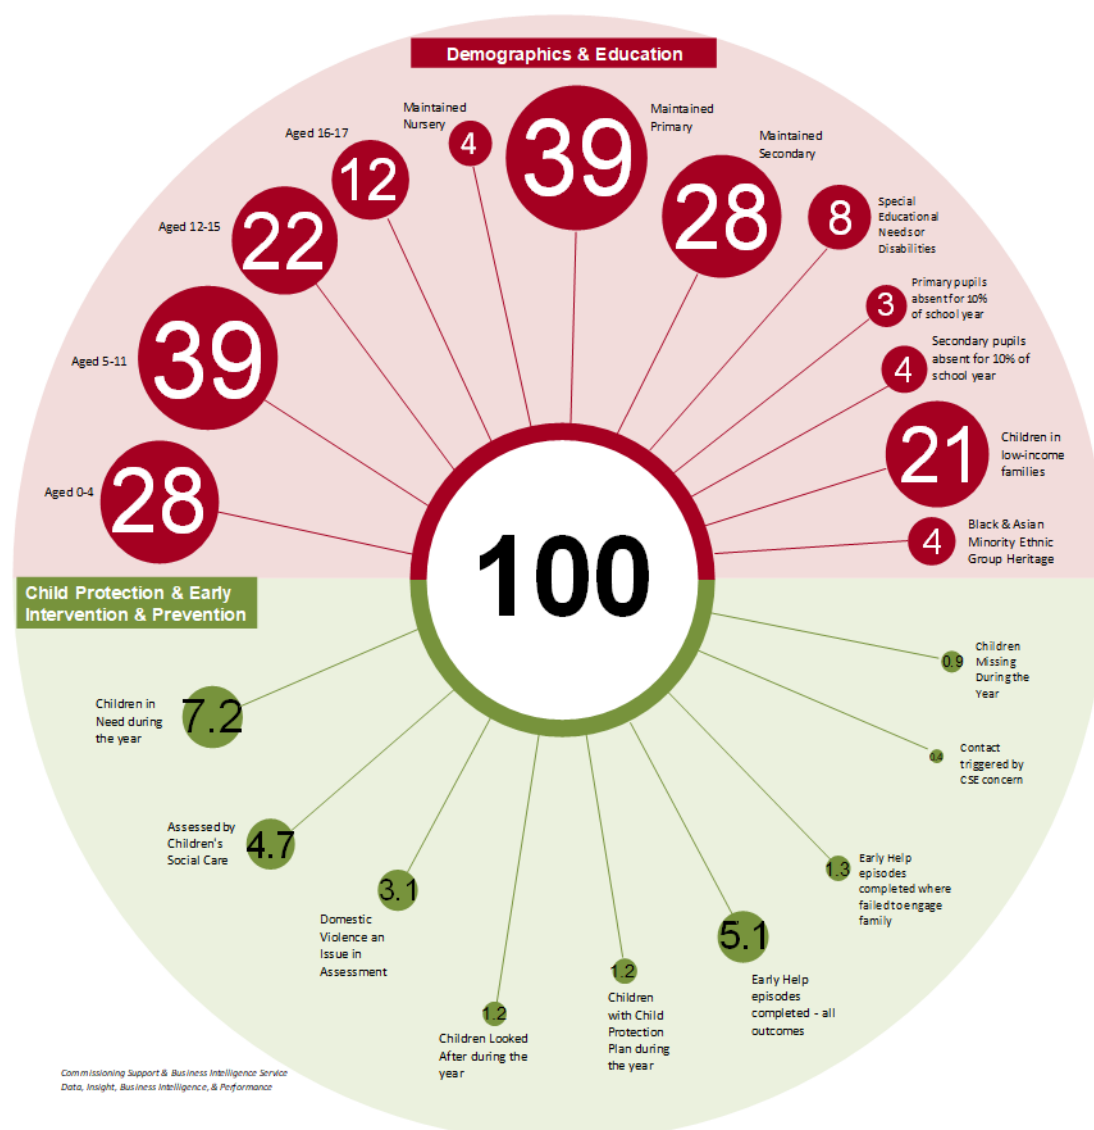 Demographics & Education
Aged 0-4
28
Aged 5-11
39
Aged 12-15
22
Aged 16-17
12
Maintained
Nursery
4
39
Maintained
Primary
28
Maintained
Secondary
8
Special
Educational
Needs or
Disabilities
3
Primary pupils
absent for 10%
of school year
4
Secondary pupils
absent for 10% of
school year
21
Children in
low-income
families
4
Black & Asian
Minority Ethnic
Group Heritage
100
Child Protection & Early
Intervention & Prevention
Children in
Need during
the year
7.2
Assessed by
Children's
Social Care
4.7
3.1
Domestic
Violence an
Issue in
Assessment
1.2
Children Looked
After during the
year
1.2
Children
with Child
Protection
Plan during
the year
5.1
Early Help
episodes
completed - all
outcomes
1.3
Early Help
episodes
completed where
failed to engage
family
0.4
Contact
triggered by
CSE concern
0.9
Children
Missing
During the
Year
Commissioning Support & Business Intelligence Service
Data, Insight, Business Intelligence, & Performance